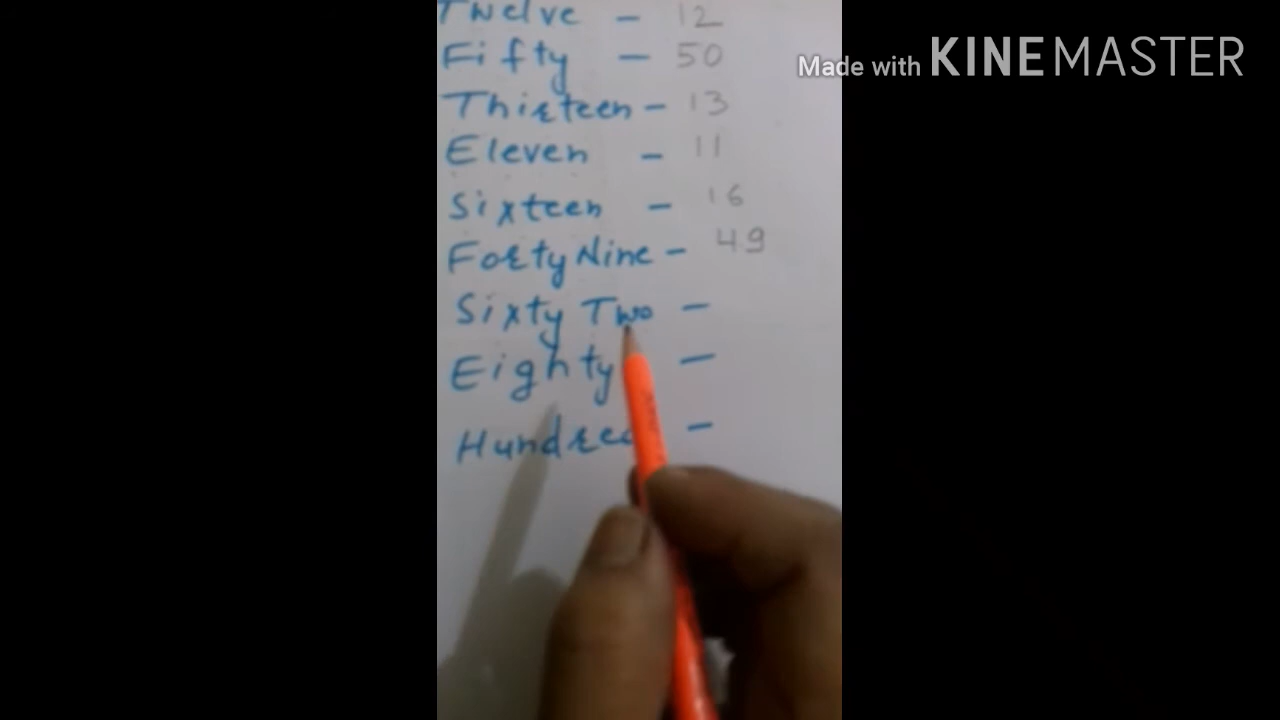 Twelve - 12
Fifty - 50
Thirteen - 13
Eleven - 11
Sixteen - 16
Forty Nine - 49
Sixty Two -
Eighty -
Hundred -
Made with KINEMASTER